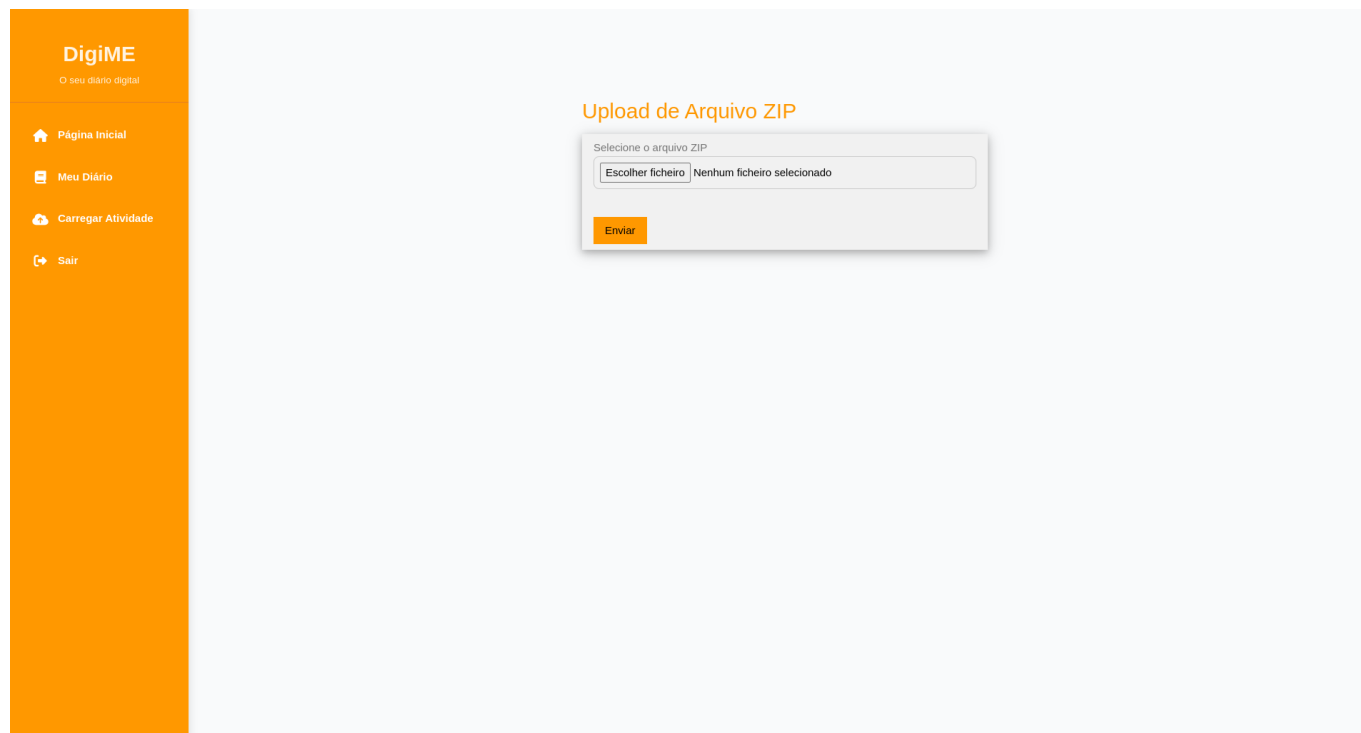 DigiME
O seu diário digital
Página Inicial
Meu Diário
Carregar Atividade
Sair
Upload de Arquivo ZIP
Selecione o arquivo ZIP
Escolher ficheiro Nenhum ficheiro selecionado
Enviar